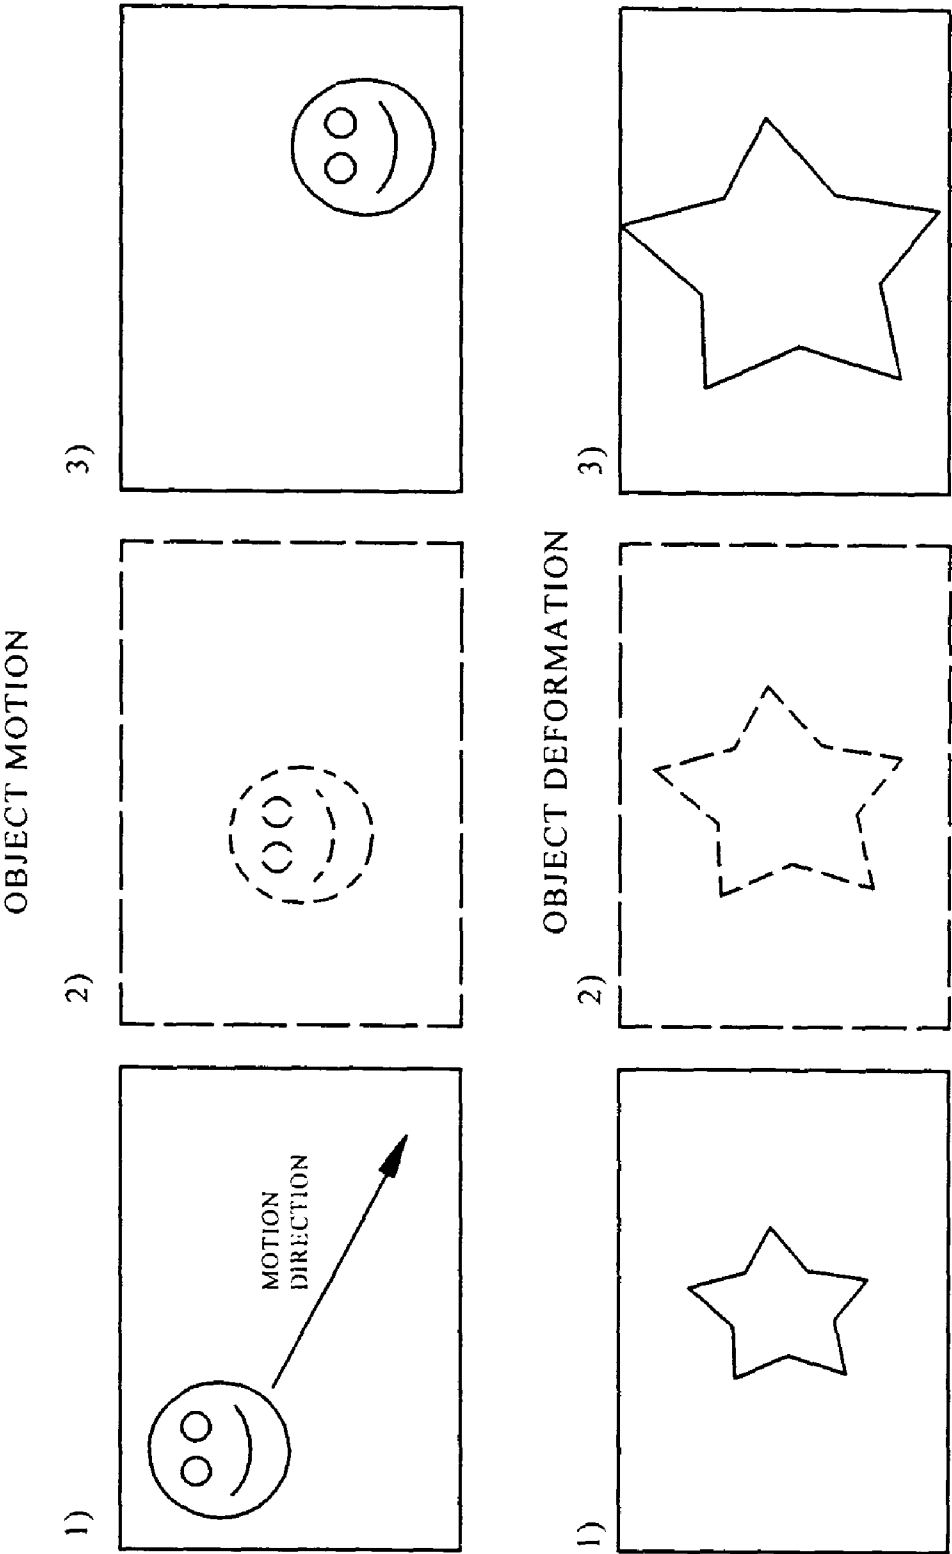 OBJECT MOTION
1)
2)
3)
MOTION
DIRECTION
OBJECT DEFORMATION
1)
2)
3)